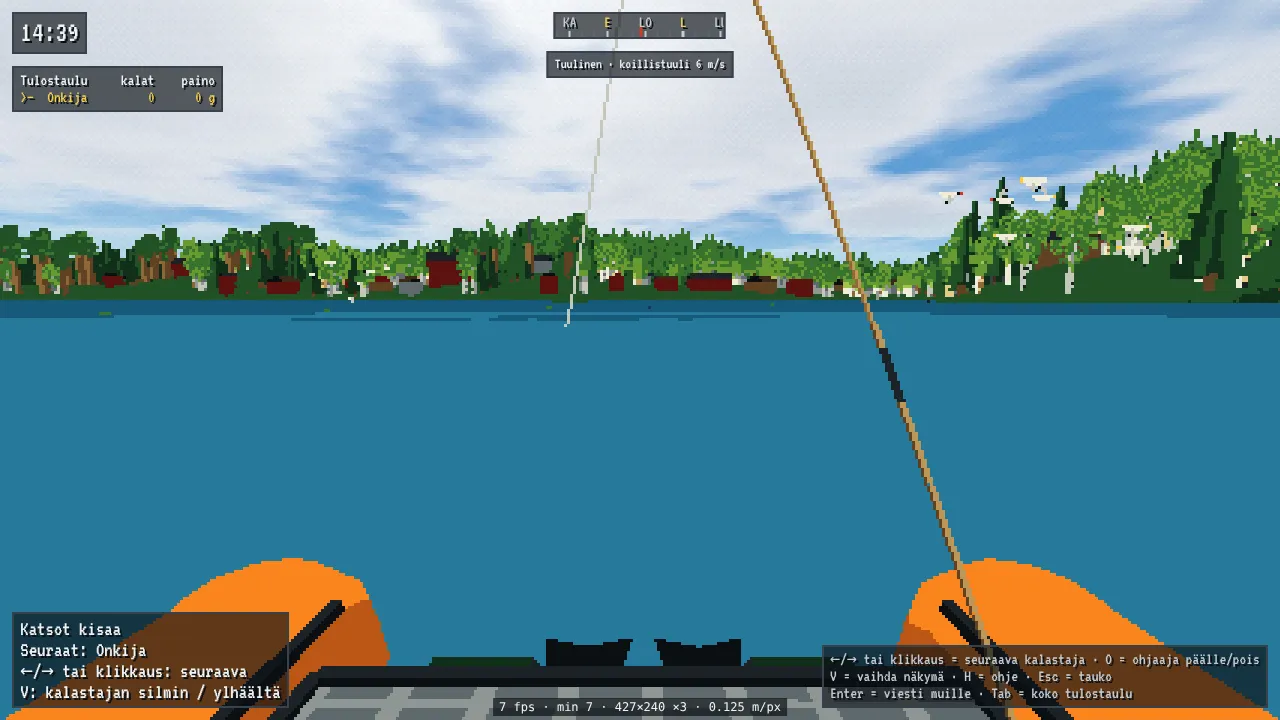 14:39
KA E LO L LU
Tuulinen · koillistuuli 6 m/s
Tulostaulu kalat paino
>− Onkija 0 0 g
Katsot kisaa
Seuraat: Onkija
←/→ tai klikkaus: seuraava
V: kalastajan silmin / ylhäältä
←/→ tai klikkaus = seuraava kalastaja · O = ohjaaja päälle/pois
V = vaihda näkymä · H = ohje · Esc = tauko
Enter = viesti muille · Tab = koko tulostaulu
7 fps · min 7 · 427×240 ×3 · 0.125 m/px